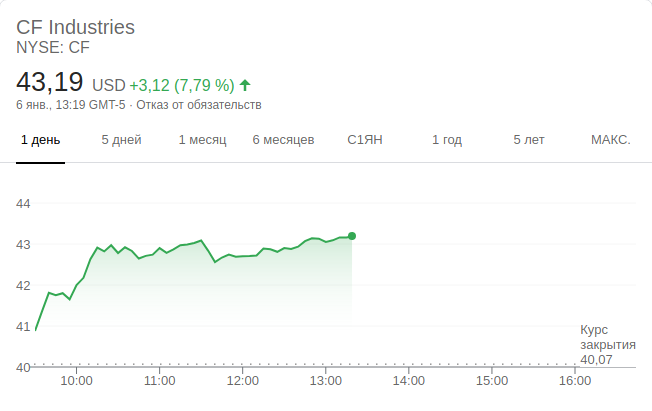 CF Industries
NYSE: CF
43,19 USD +3,12 (7,79 %)
6 янв., 13:19 GMT-5 · Отказ от обязательств
1 день 5 дней 1 месяц 6 месяцев С1ЯН 1 год 5 лет МАКС.
44
43
42
41
Курс
закрытия
40,07
40
10:00 11:00 12:00 13:00 14:00 15:00 16:00